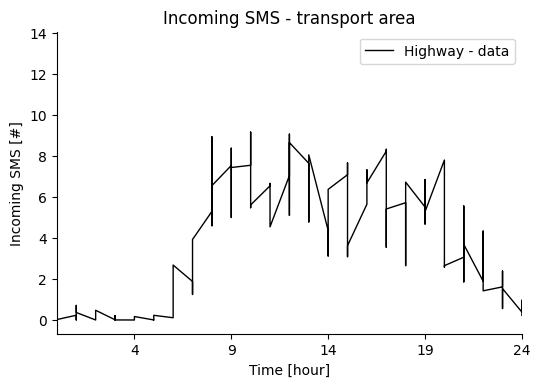 Incoming SMS - transport area
Highway - data
Incoming SMS [#]
14
12
10
8
6
4
2
0
4 9 14 19 24
Time [hour]